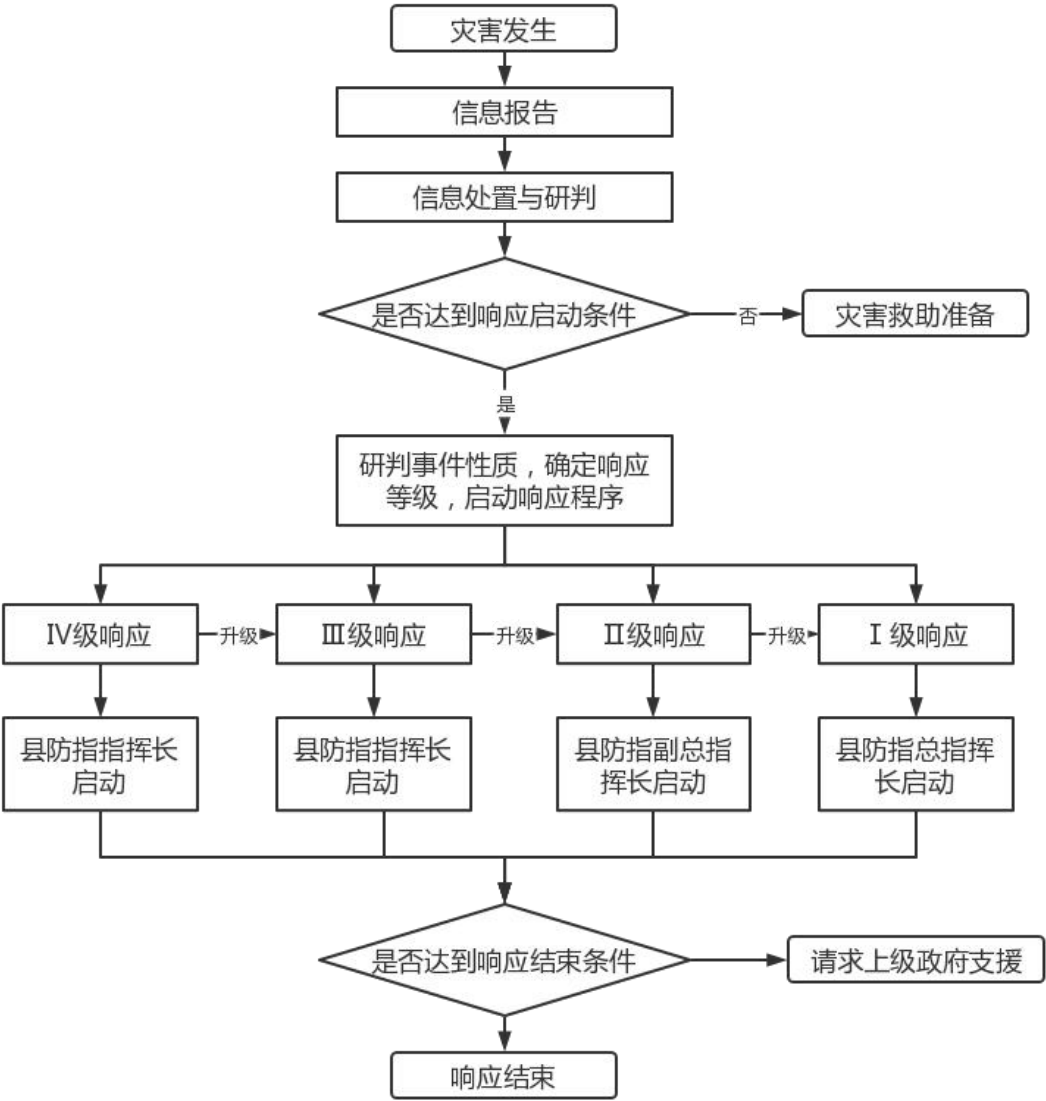 灾害发生
信息报告
信息处置与研判
是否达到响应启动条件
否
灾害救助准备
是
研判事件性质，确定响应
等级，启动响应程序
Ⅳ级响应
升级
Ⅲ级响应
升级
Ⅱ级响应
升级
Ⅰ级响应
县防指指挥长
启动
县防指指挥长
启动
县防指副总指
挥长启动
县防指总指挥
长启动
是否达到响应结束条件
请求上级政府支援
响应结束